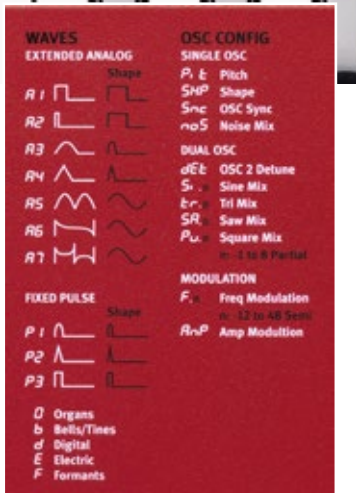 WAVES
EXTENDED ANALOG
Shape
A1
A2
A3
A4
A5
A6
A7
FIXED PULSE
Shape
P1
P2
P3
O Organs
b Bells/Tines
d Digital
E Electric
F Formants
OSC CONFIG
SINGLE OSC
Pit Pitch
SHP Shape
Snc OSC Sync
noS Noise Mix
DUAL OSC
dEt OSC 2 Detune
Si.n Sine Mix
tr.n Tri Mix
SA.n Saw Mix
Pu.n Square Mix
n: -1 to 8 Partial
MODULATION
F.n Freq Modulation
n: -12 to 48 Semi
AnP Amp Modultion